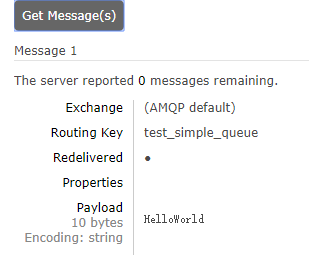 Get Message(s)
Message 1
The server reported 0 messages remaining.
Exchange (AMQP default)
Routing Key test_simple_queue
Redelivered ●
Properties
Payload
10 bytes
Encoding: string
HelloWorld